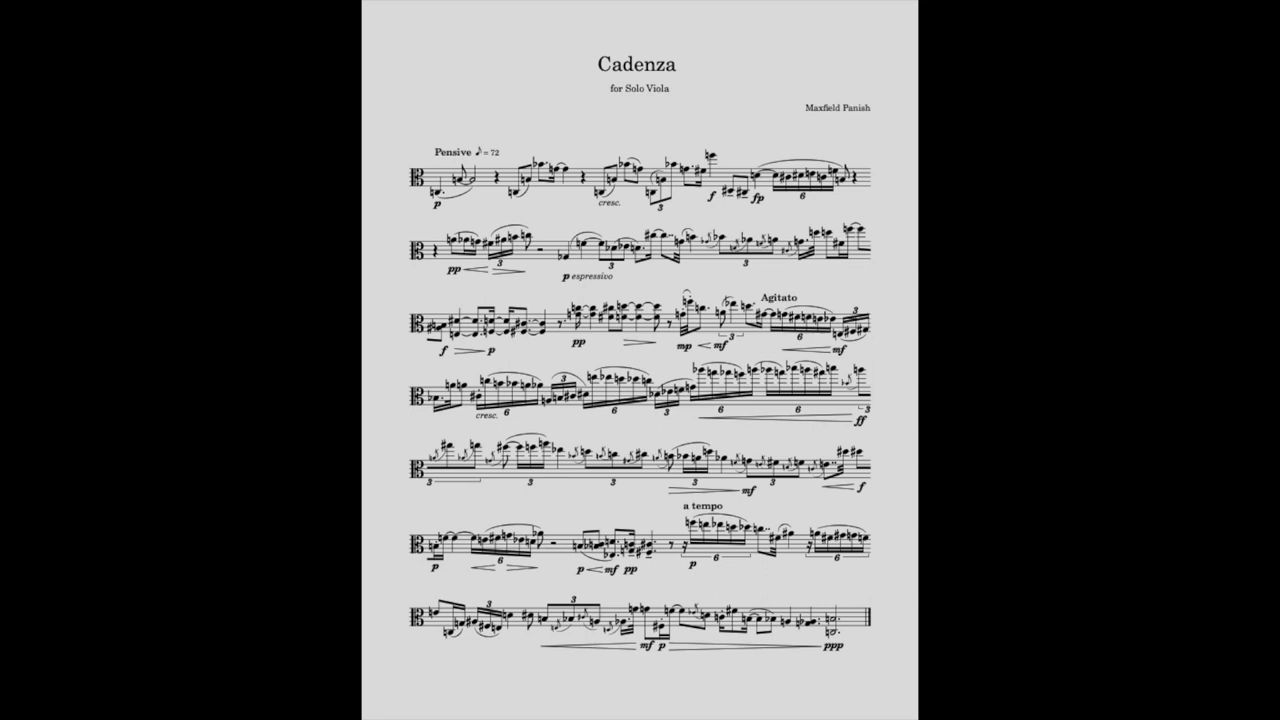 Cadenza
for Solo Viola
Maxfield Panish
Pensive ♪ = 72
p cresc. 3 f fp 6
pp 3 p espressivo 3 3
f p pp mp mf 3 Agitato 6 mf 3
cresc. 6 3 6 3 6 6 ff 3
3 3 3 3 mf 3 f
a tempo
p 6 p mf pp p 6 6
3 3 mf p ppp